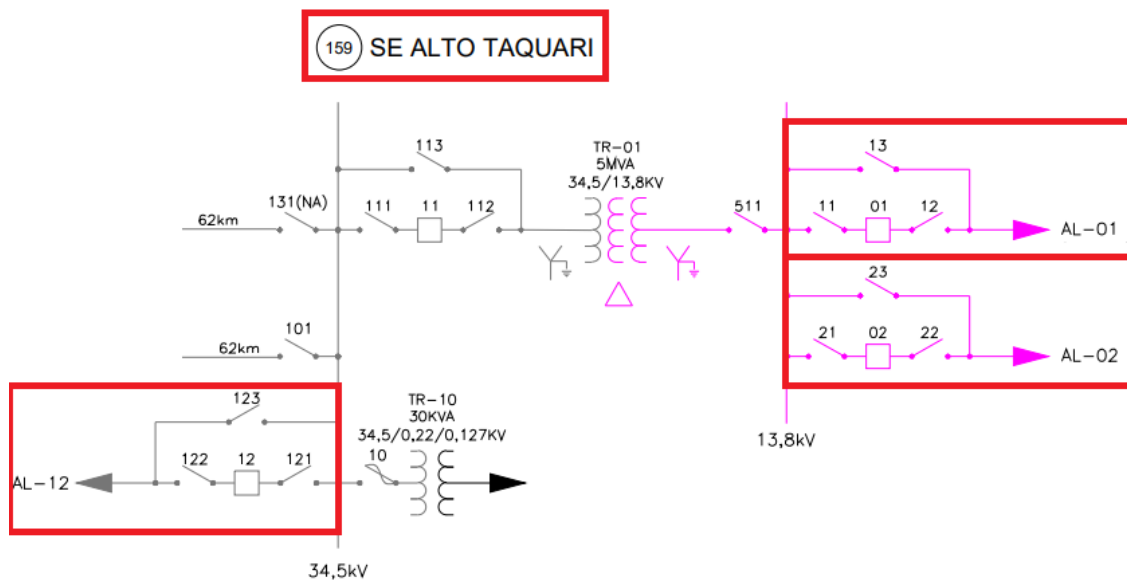 159 SE ALTO TAQUARI
113
TR-01
5MVA
34,5/13,8KV
13
131(NA)
111
11
112
511
11
01
12
62km
AL-01
23
101
62km
21
02
22
AL-02
123
TR-10
30KVA
34,5/0,22/0,127KV
13,8kV
122
12
121
10
AL-12
34,5kV